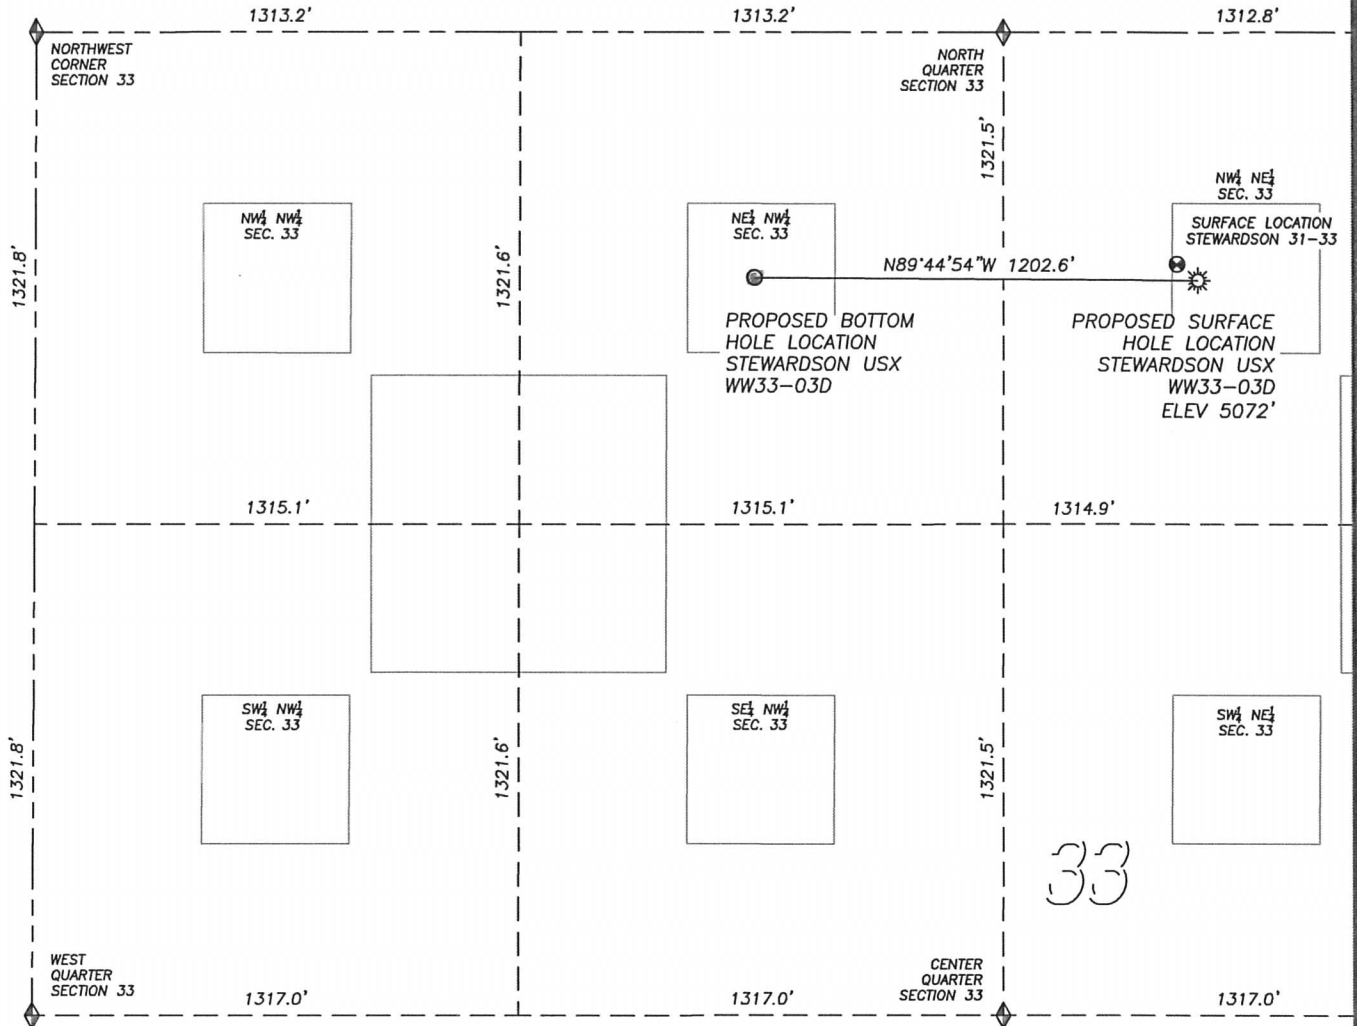 1313.2'
1313.2'
1312.8'
NORTHWEST
CORNER
SECTION 33
NORTH
QUARTER
SECTION 33
1321.5'
NW¼ NW¼
SEC. 33
NE¼ NW¼
SEC. 33
NW¼ NE¼
SEC. 33
SURFACE LOCATION
STEWARDSON 31-33
1321.8'
1321.6'
N89°44'54"W 1202.6'
PROPOSED BOTTOM
HOLE LOCATION
STEWARDSON USX
WW33-03D
PROPOSED SURFACE
HOLE LOCATION
STEWARDSON USX
WW33-03D
ELEV 5072'
1315.1'
1315.1'
1314.9'
SW¼ NW¼
SEC. 33
SE¼ NW¼
SEC. 33
SW¼ NE¼
SEC. 33
1321.8'
1321.6'
1321.5'
33
WEST
QUARTER
SECTION 33
CENTER
QUARTER
SECTION 33
1317.0'
1317.0'
1317.0'